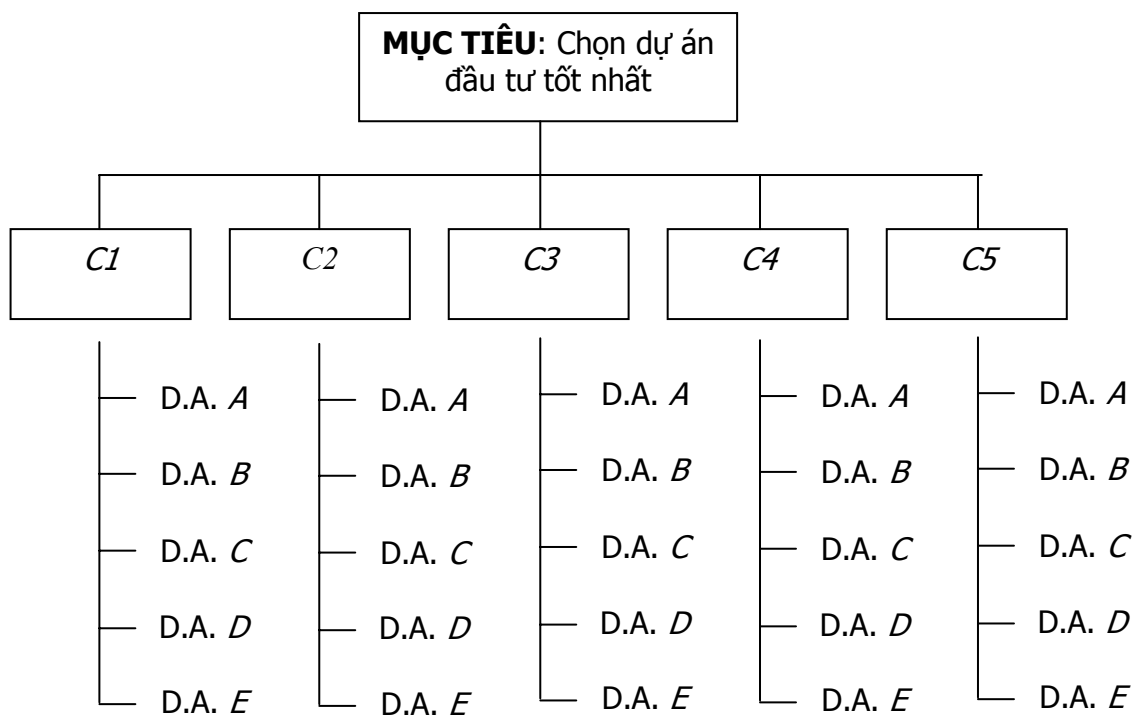 MỤC TIÊU: Chọn dự án
đầu tư tốt nhất
C1
C2
C3
C4
C5
D.A. A
D.A. B
D.A. C
D.A. D
D.A. E
D.A. A
D.A. B
D.A. C
D.A. D
D.A. E
D.A. A
D.A. B
D.A. C
D.A. D
D.A. E
D.A. A
D.A. B
D.A. C
D.A. D
D.A. E
D.A. A
D.A. B
D.A. C
D.A. D
D.A. E